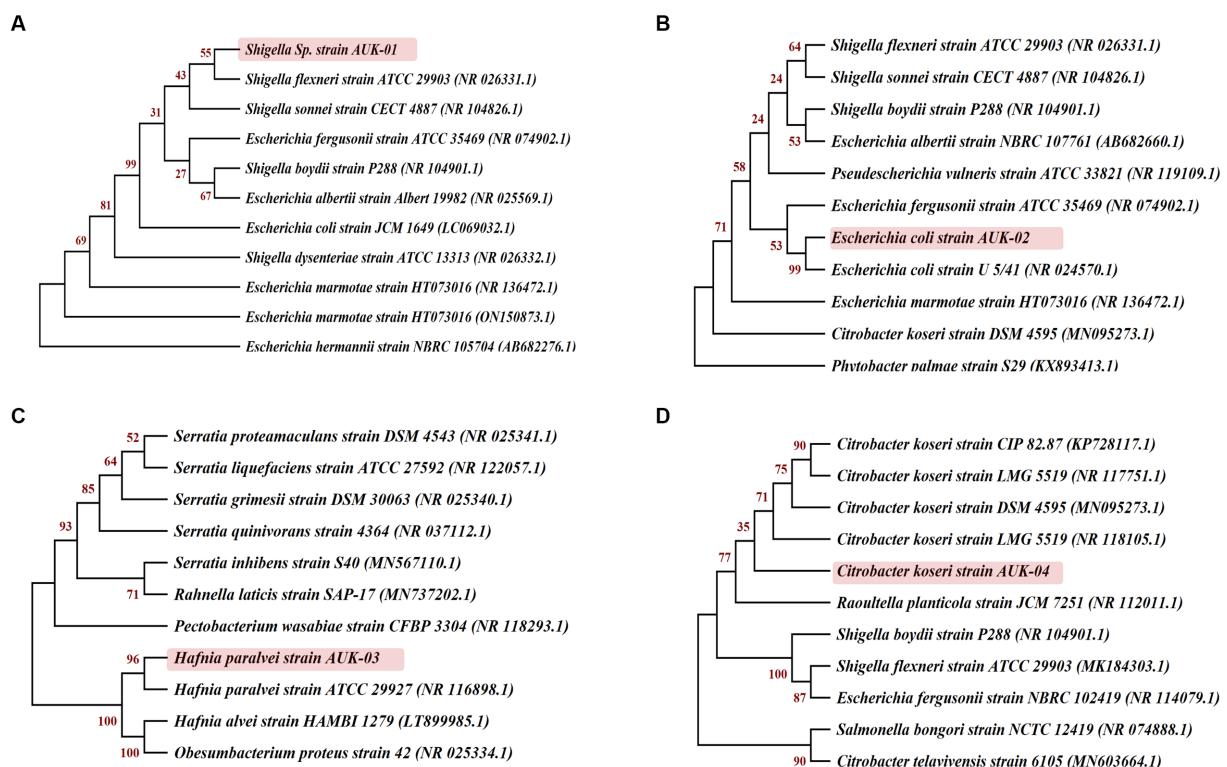 A
55
Shigella Sp. strain AUK-01
43
Shigella flexneri strain ATCC 29903 (NR 026331.1)
31
Shigella sonnei strain CECT 4887 (NR 104826.1)
Escherichia fergusonii strain ATCC 35469 (NR 074902.1)
99
27
Shigella boydii strain P288 (NR 104901.1)
67
Escherichia albertii strain Albert 19982 (NR 025569.1)
81
Escherichia coli strain JCM 1649 (LC069032.1)
69
Shigella dysenteriae strain ATCC 13313 (NR 026332.1)
Escherichia marmotae strain HT073016 (NR 136472.1)
Escherichia marmotae strain HT073016 (ON150873.1)
Escherichia hermannii strain NBRC 105704 (AB682276.1)
B
64
Shigella flexneri strain ATCC 29903 (NR 026331.1)
24
Shigella sonnei strain CECT 4887 (NR 104826.1)
24
Shigella boydii strain P288 (NR 104901.1)
53
Escherichia albertii strain NBRC 107761 (AB682660.1)
58
Pseudescherichia vulneris strain ATCC 33821 (NR 119109.1)
Escherichia fergusonii strain ATCC 35469 (NR 074902.1)
71
53
Escherichia coli strain AUK-02
99
Escherichia coli strain U 5/41 (NR 024570.1)
Escherichia marmotae strain HT073016 (NR 136472.1)
Citrobacter koseri strain DSM 4595 (MN095273.1)
Phytobacter palmae strain S29 (KX893413.1)
C
52
Serratia proteamaculans strain DSM 4543 (NR 025341.1)
64
Serratia liquefaciens strain ATCC 27592 (NR 122057.1)
85
Serratia grimesii strain DSM 30063 (NR 025340.1)
93
Serratia quinivorans strain 4364 (NR 037112.1)
Serratia inhibens strain S40 (MN567110.1)
71
Rahnella laticis strain SAP-17 (MN737202.1)
Pectobacterium wasabiae strain CFBP 3304 (NR 118293.1)
96
Hafnia paralvei strain AUK-03
Hafnia paralvei strain ATCC 29927 (NR 116898.1)
100
Hafnia alvei strain HAMBI 1279 (LT899985.1)
100
Obesumbacterium proteus strain 42 (NR 025334.1)
D
90
Citrobacter koseri strain CIP 82.87 (KP728117.1)
75
Citrobacter koseri strain LMG 5519 (NR 117751.1)
71
Citrobacter koseri strain DSM 4595 (MN095273.1)
35
Citrobacter koseri strain LMG 5519 (NR 118105.1)
77
Citrobacter koseri strain AUK-04
Raoultella planticola strain JCM 7251 (NR 112011.1)
Shigella boydii strain P288 (NR 104901.1)
100
Shigella flexneri strain ATCC 29903 (MK184303.1)
87
Escherichia fergusonii strain NBRC 102419 (NR 114079.1)
Salmonella bongori strain NCTC 12419 (NR 074888.1)
90
Citrobacter telavivensis strain 6105 (MN603664.1)